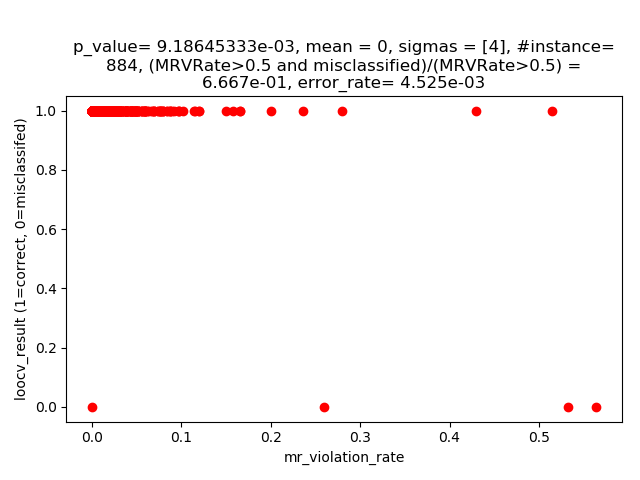 p_value= 9.18645333e-03, mean = 0, sigmas = [4], #instance=
884, (MRVRate>0.5 and misclassified)/(MRVRate>0.5) =
6.667e-01, error_rate= 4.525e-03
1.0
0.8
0.6
0.4
0.2
0.0
loocv_result (1=correct, 0=misclassifed)
0.0 0.1 0.2 0.3 0.4 0.5
mr_violation_rate